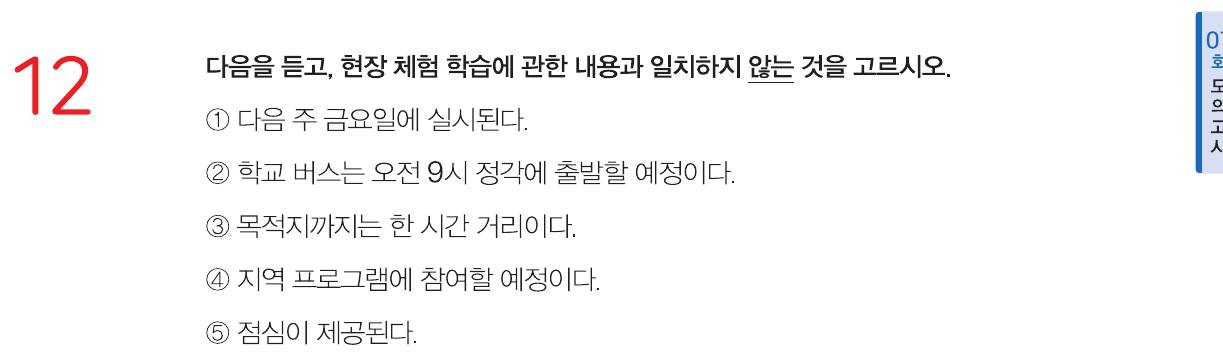 12
다음을 듣고, 현장 체험 학습에 관한 내용과 일치하지 않는 것을 고르시오.
① 다음 주 금요일에 실시된다.
② 학교 버스는 오전 9시 정각에 출발할 예정이다.
③ 목적지까지는 한 시간 거리이다.
④ 지역 프로그램에 참여할 예정이다.
⑤ 점심이 제공된다.